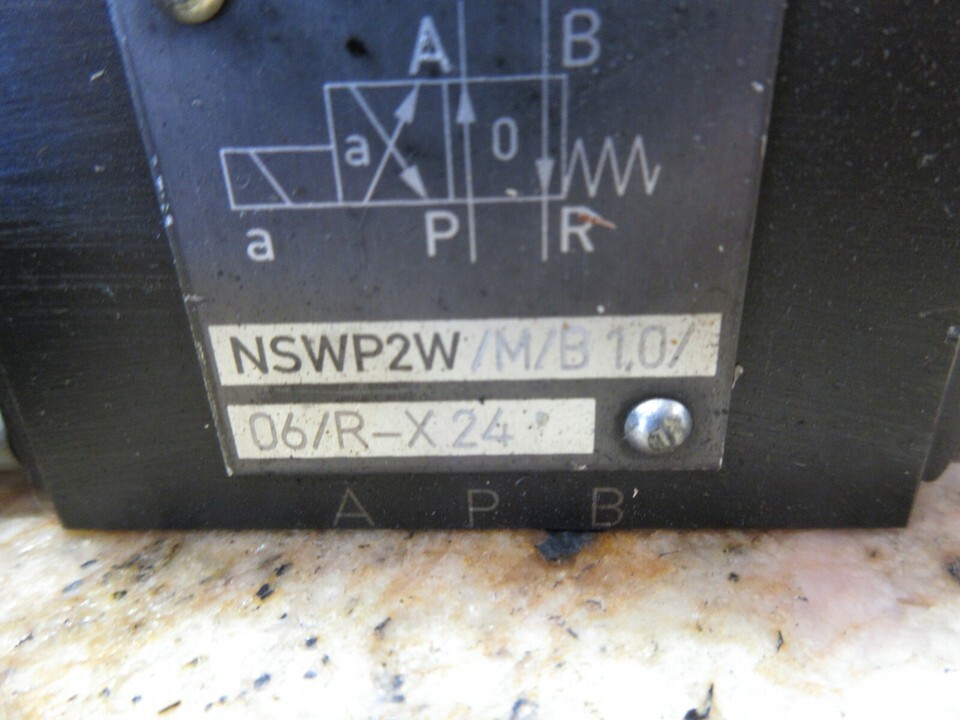 A B
a 0
a P R
NSWP2W/M/B 1.0/
06/R-X 24
A P B